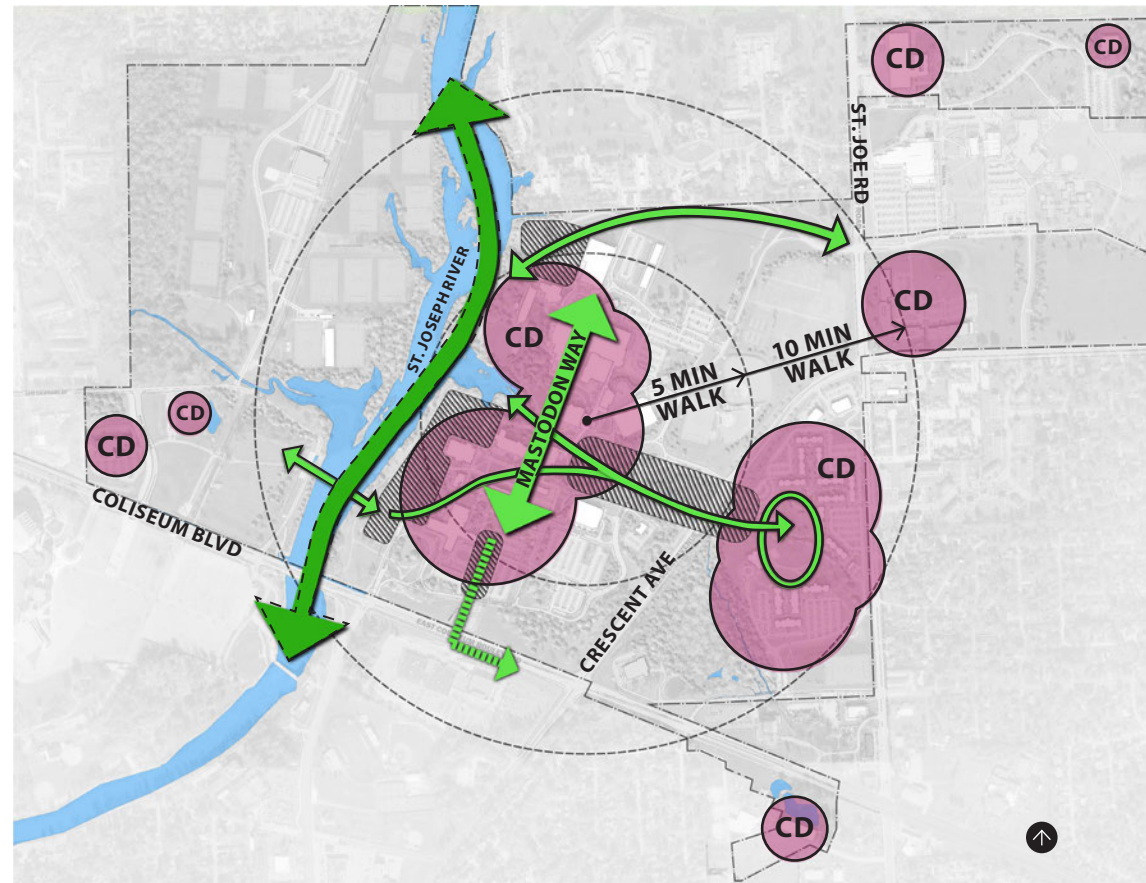 CD
CD
ST. JOE RD
ST. JOSEPH RIVER
CD
CD
MASTODON WAY
5 MIN
WALK
10 MIN
WALK
CD
CD
CD
COLISEUM BLVD
CRESCENT AVE
CD